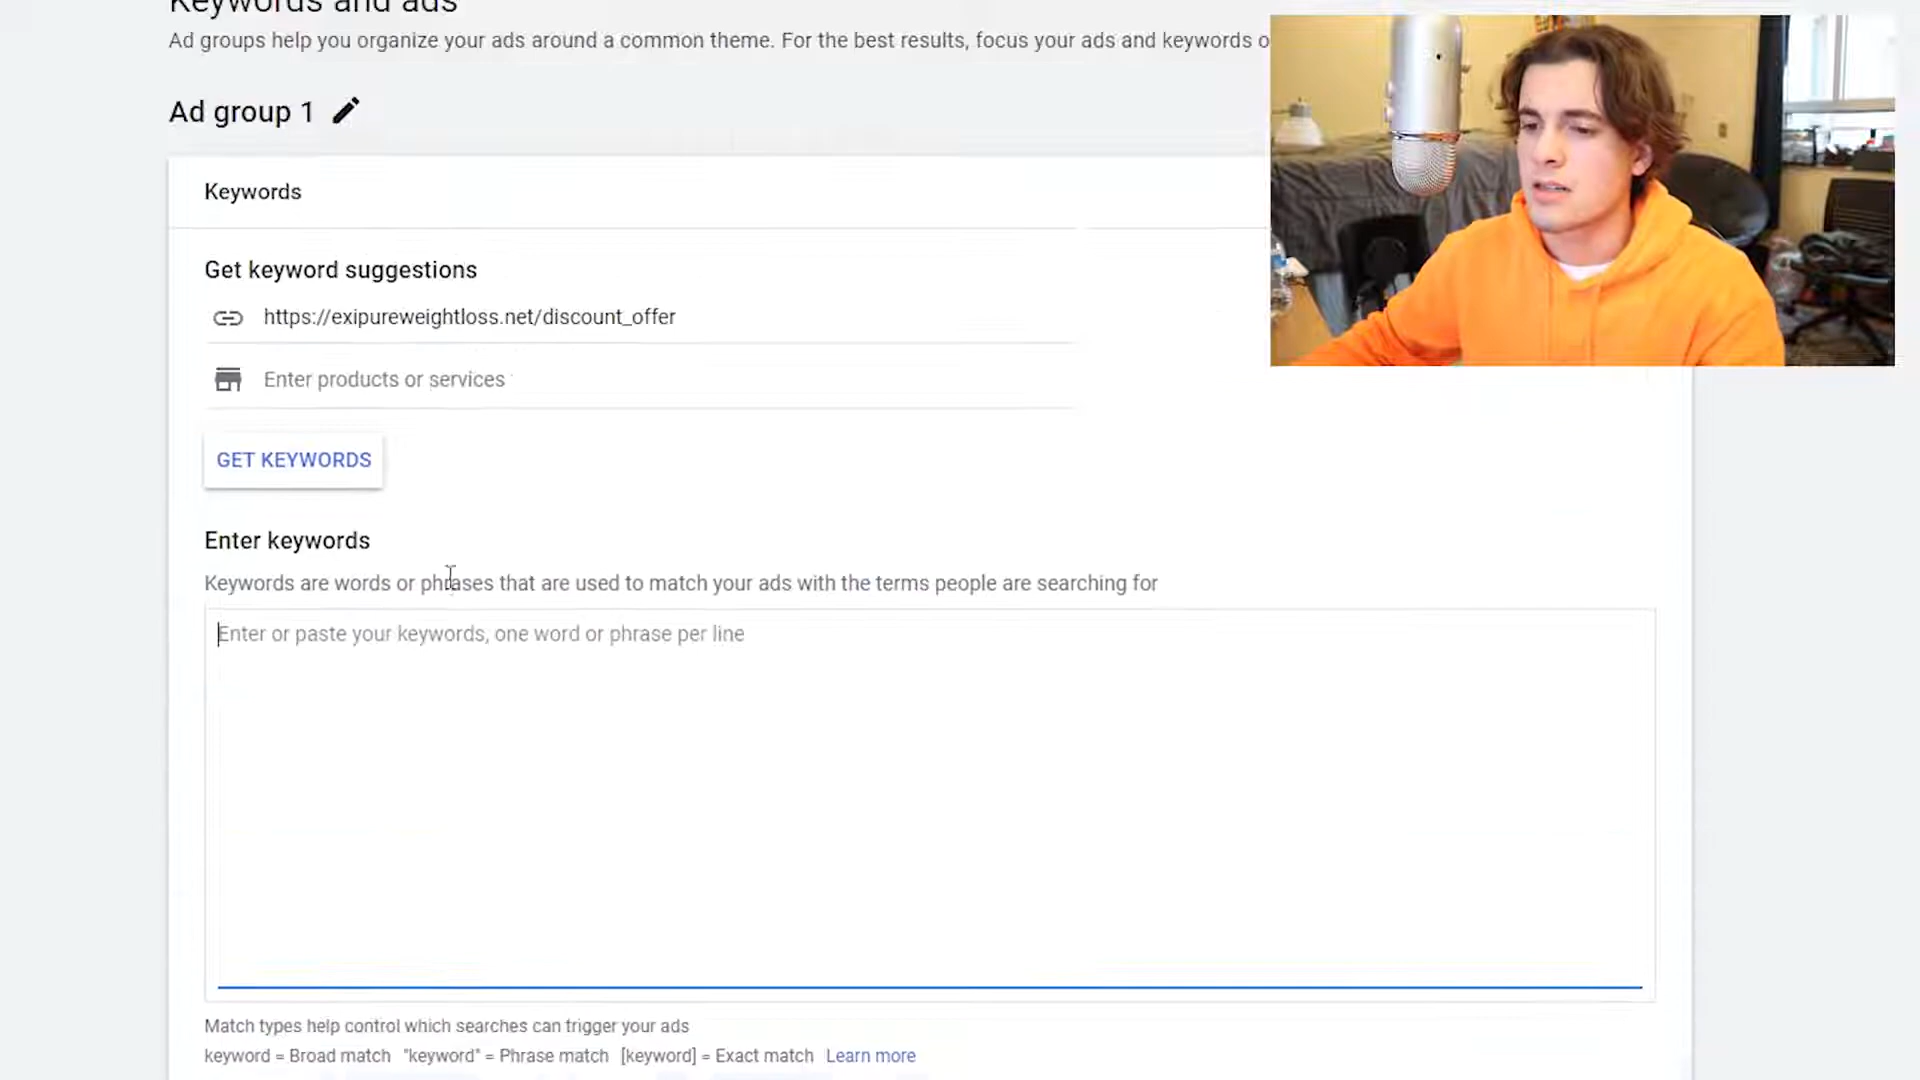 Keywords and ads
Ad groups help you organize your ads around a common theme. For the best results, focus your ads and keywords o
Ad group 1
Keywords
Get keyword suggestions
https://exipureweightloss.net/discount_offer
Enter products or services
GET KEYWORDS
Enter keywords
Keywords are words or phrases that are used to match your ads with the terms people are searching for
Enter or paste your keywords, one word or phrase per line
Match types help control which searches can trigger your ads
keyword = Broad match "keyword" = Phrase match [keyword] = Exact match Learn more